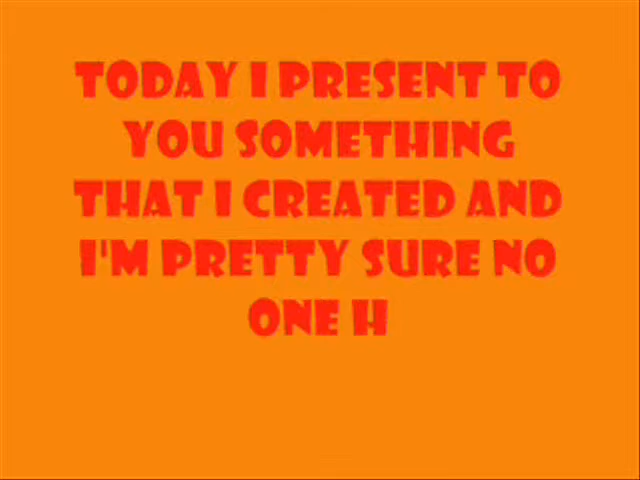 TODAY I PRESENT TO
YOU SOMETHING
THAT I CREATED AND
I'M PRETTY SURE NO
ONE H